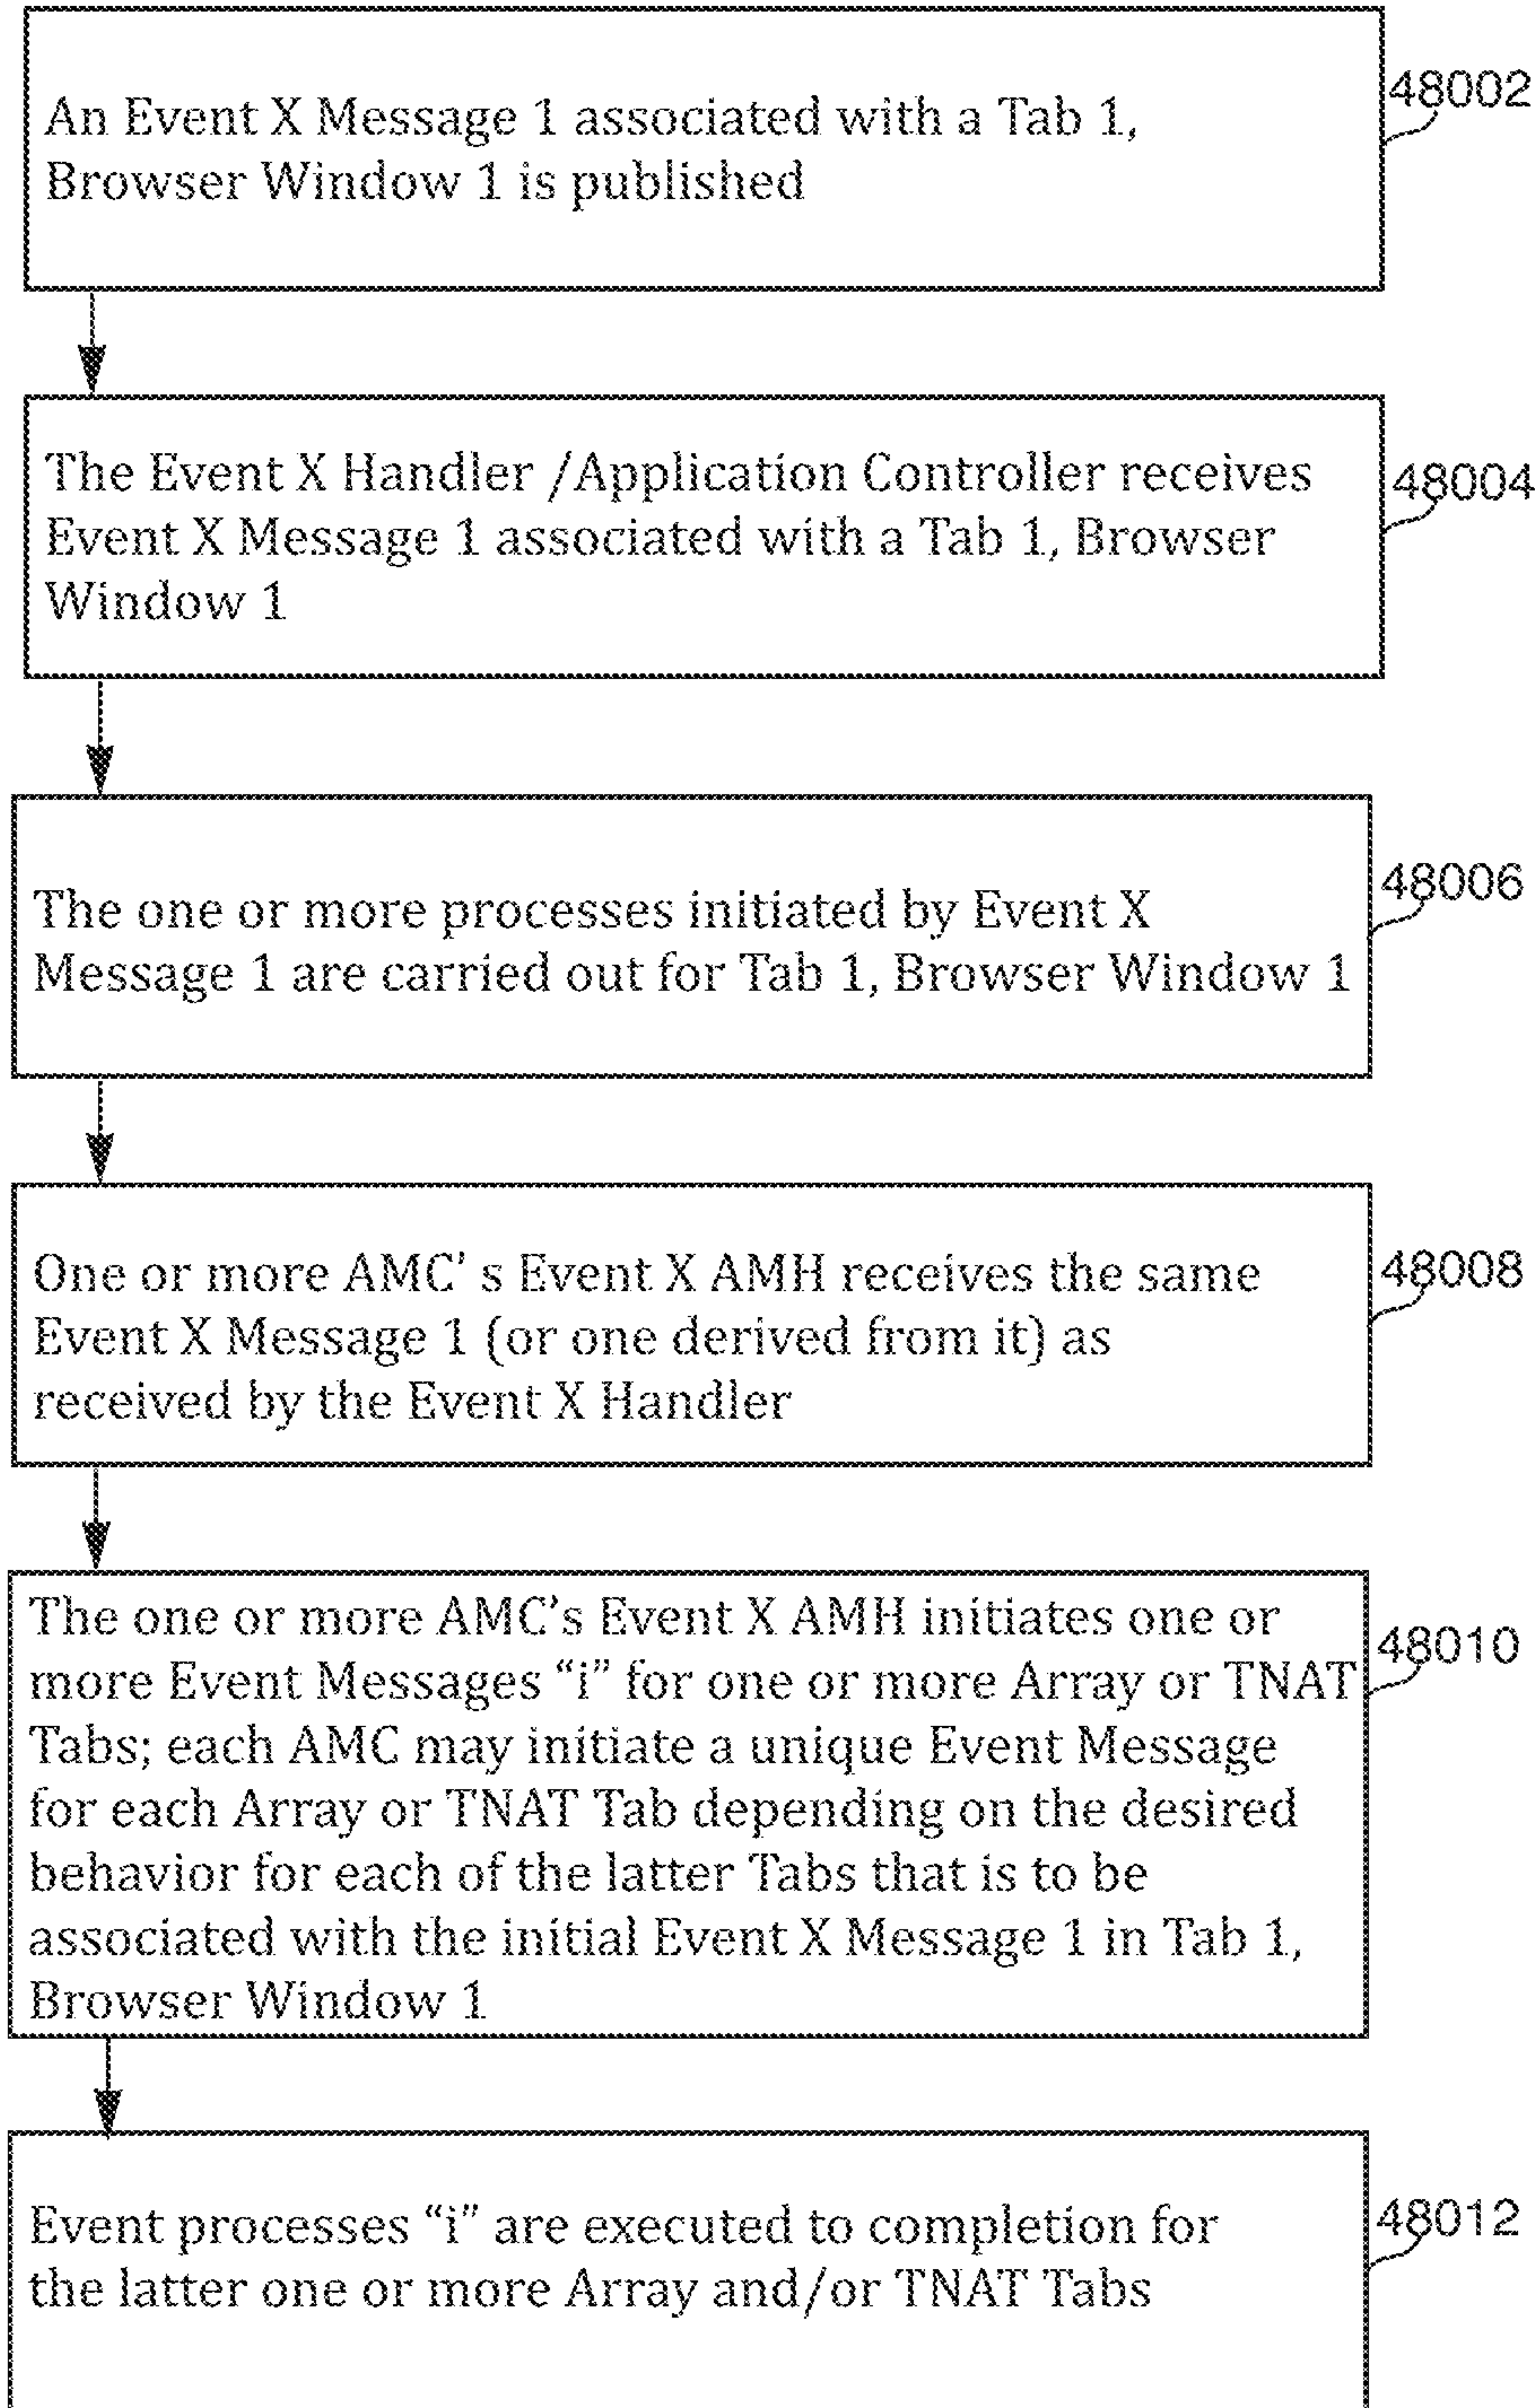 An Event X Message 1 associated with a Tab 1,
Browser Window 1 is published
48002
The Event X Handler /Application Controller receives
Event X Message 1 associated with a Tab 1, Browser
Window 1
48004
The one or more processes initiated by Event X
Message 1 are carried out for Tab 1, Browser Window 1
48006
One or more AMC' s Event X AMH receives the same
Event X Message 1 (or one derived from it) as
received by the Event X Handler
48008
The one or more AMC’s Event X AMH initiates one or
more Event Messages “i” for one or more Array or TNAT
Tabs; each AMC may initiate a unique Event Message
for each Array or TNAT Tab depending on the desired
behavior for each of the latter Tabs that is to be
associated with the initial Event X Message 1 in Tab 1,
Browser Window 1
48010
Event processes “i” are executed to completion for
the latter one or more Array and/or TNAT Tabs
48012